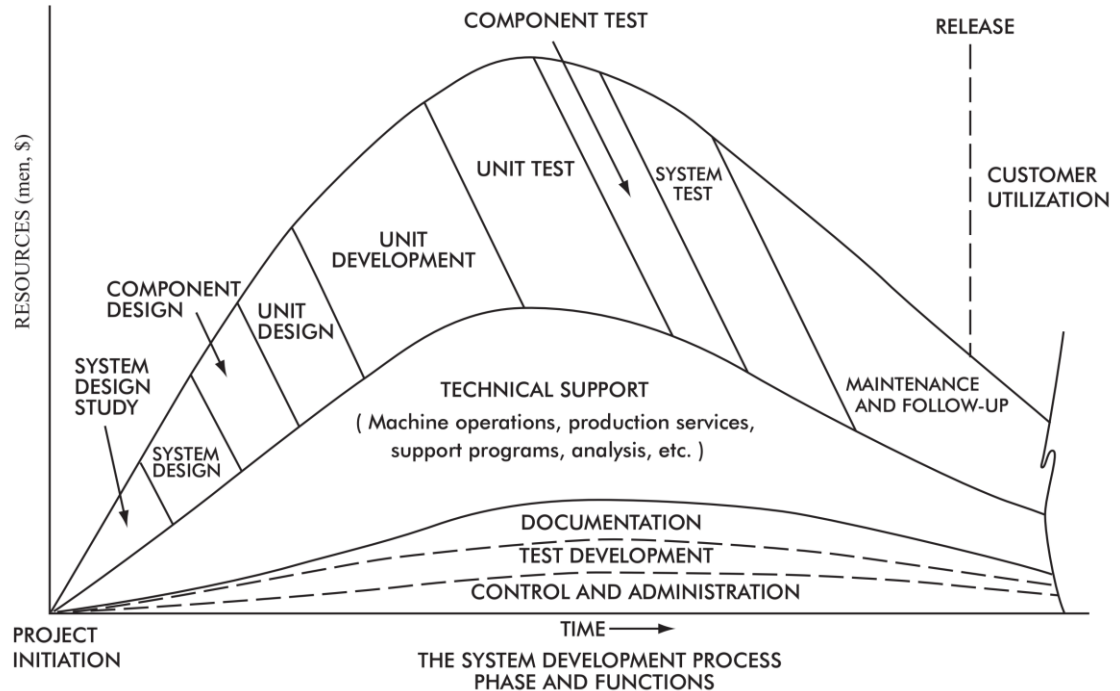 COMPONENT TEST
RELEASE
RESOURCES (men, $)
UNIT TEST
SYSTEM
TEST
CUSTOMER
UTILIZATION
UNIT
DEVELOPMENT
COMPONENT
DESIGN
UNIT
DESIGN
SYSTEM
DESIGN
STUDY
SYSTEM
DESIGN
TECHNICAL SUPPORT
( Machine operations, production services,
support programs, analysis, etc. )
MAINTENANCE
AND FOLLOW-UP
DOCUMENTATION
TEST DEVELOPMENT
CONTROL AND ADMINISTRATION
PROJECT
INITIATION
TIME
THE SYSTEM DEVELOPMENT PROCESS
PHASE AND FUNCTIONS